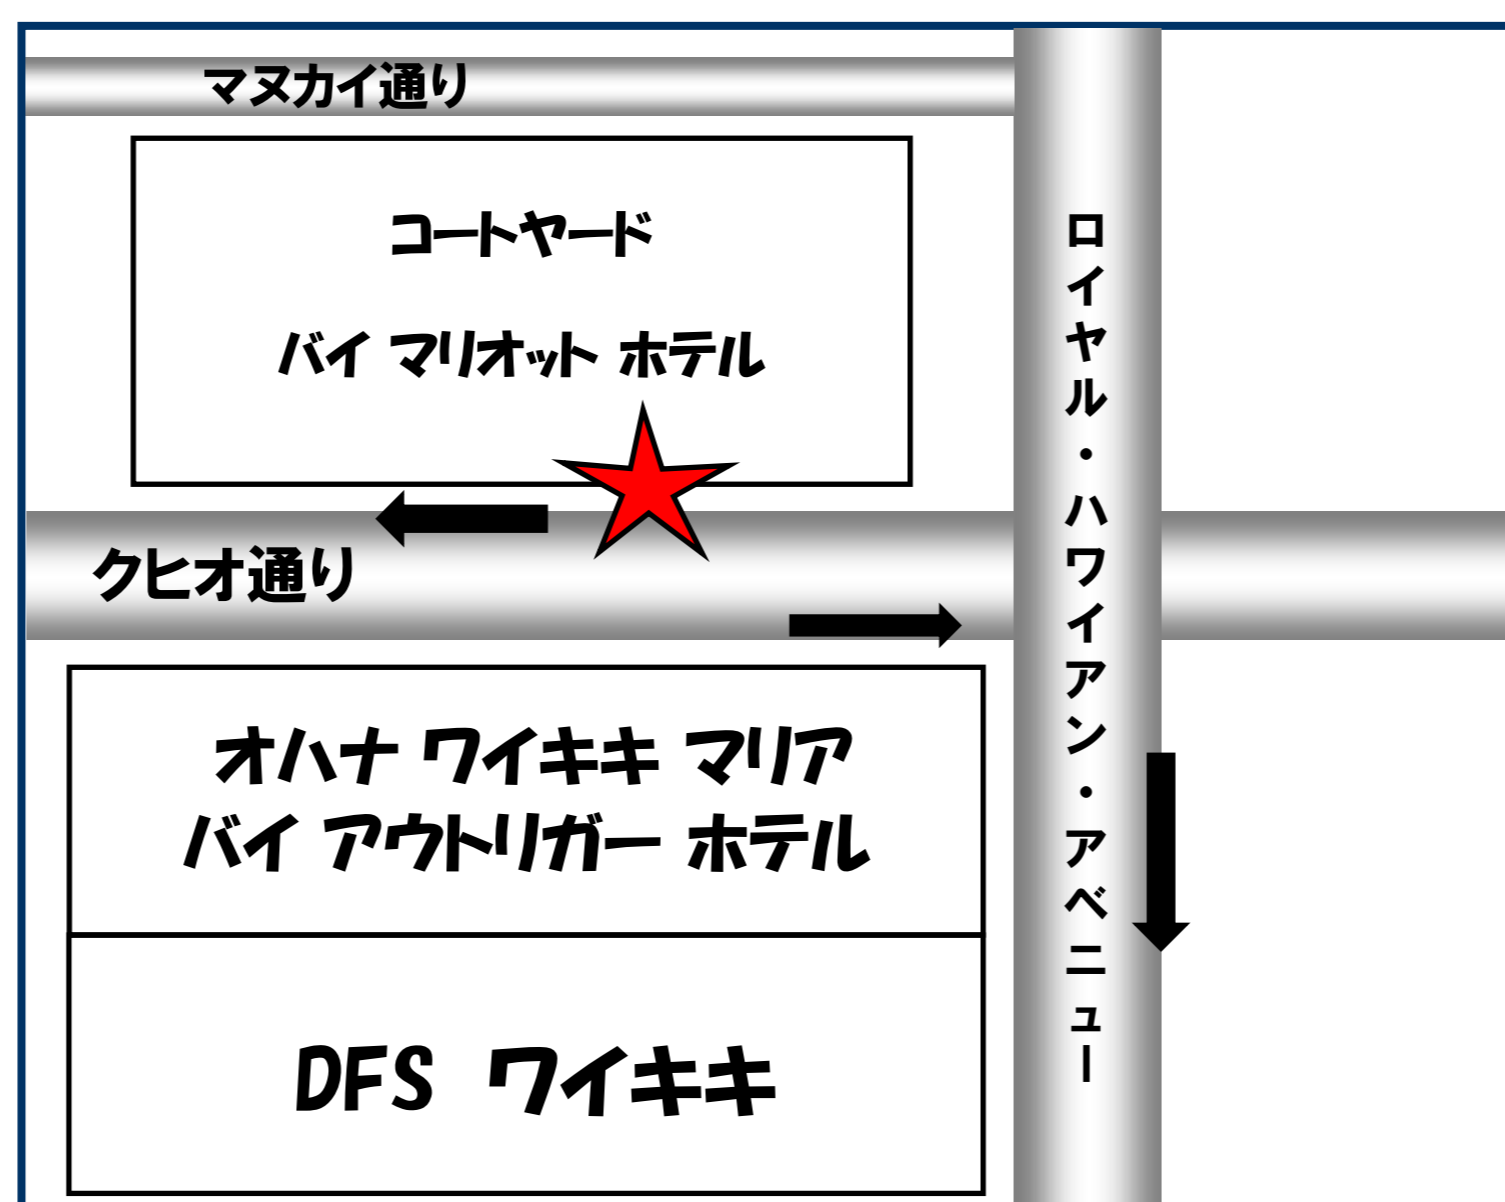 マヌカイ通り
コートヤード
バイ マリオット ホテル
クヒオ通り
ロイヤル・ハワイアン・アベニュー
オハナ ワイキキ マリア
バイ アウトリガー ホテル
DFS ワイキキ